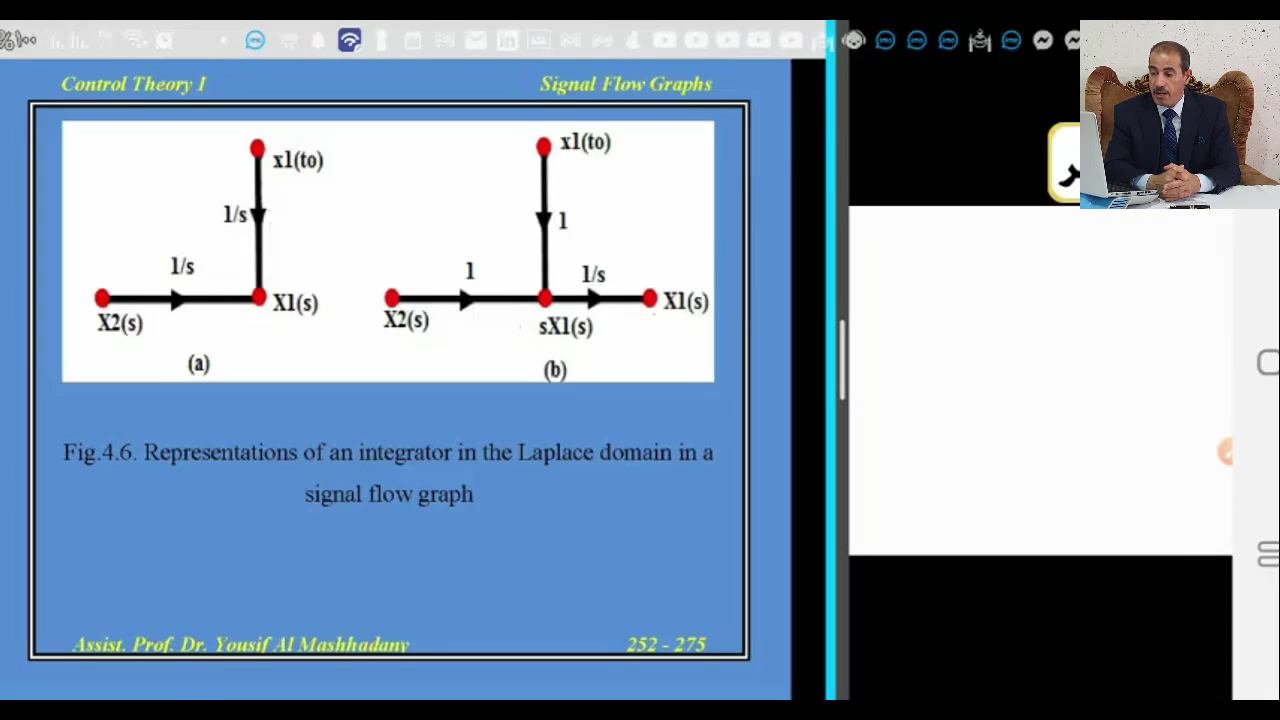 Control Theory I
Signal Flow Graphs
x1(to)
1/s
1/s
X2(s)
X1(s)
(a)
x1(to)
1
1
1/s
X2(s)
sX1(s)
X1(s)
(b)
Fig.4.6. Representations of an integrator in the Laplace domain in a
signal flow graph
Assist. Prof. Dr. Yousif Al Mashhadany
252 - 275